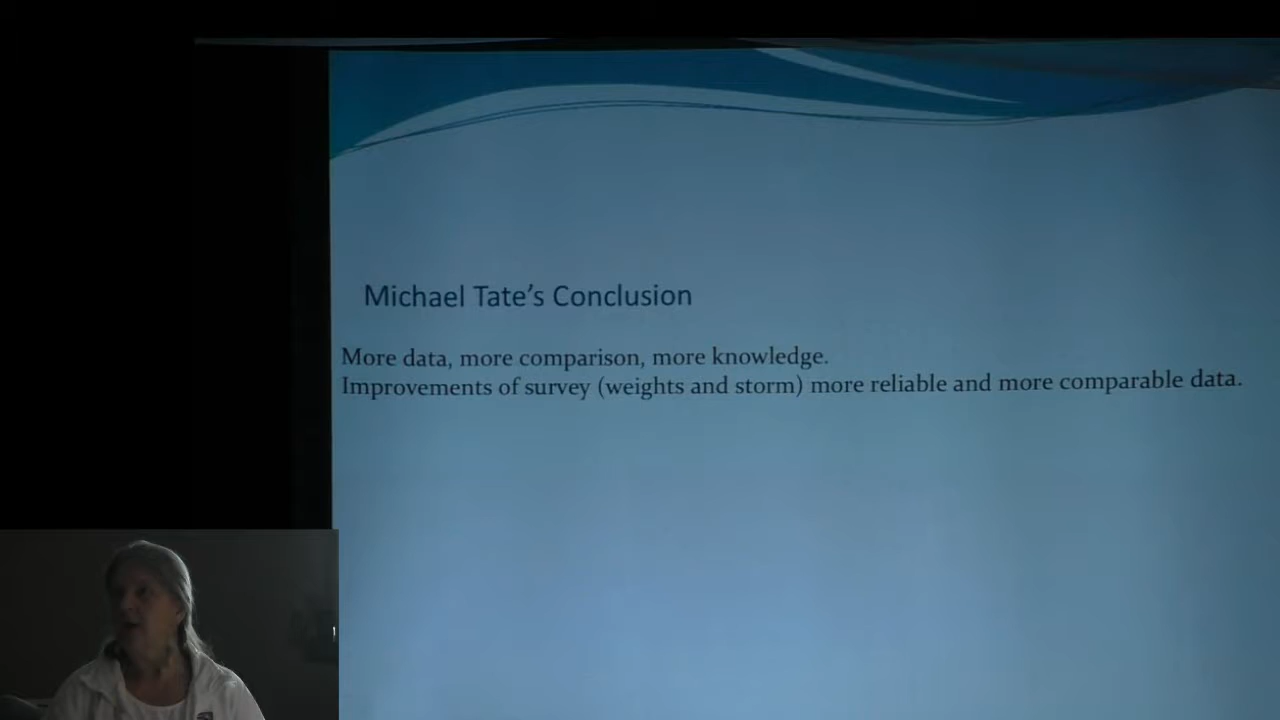 Michael Tate's Conclusion
More data, more comparison, more knowledge.
Improvements of survey (weights and storm) more reliable and more comparable data.